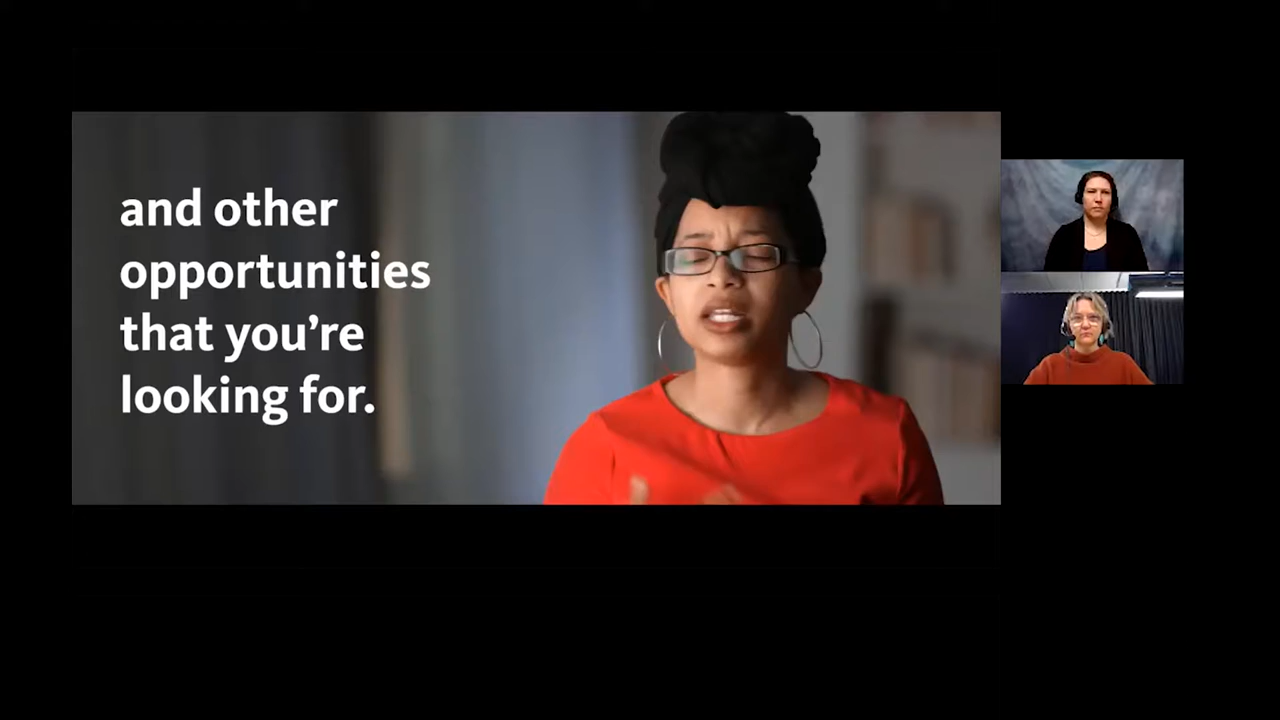 and other
opportunities
that you’re
looking for.